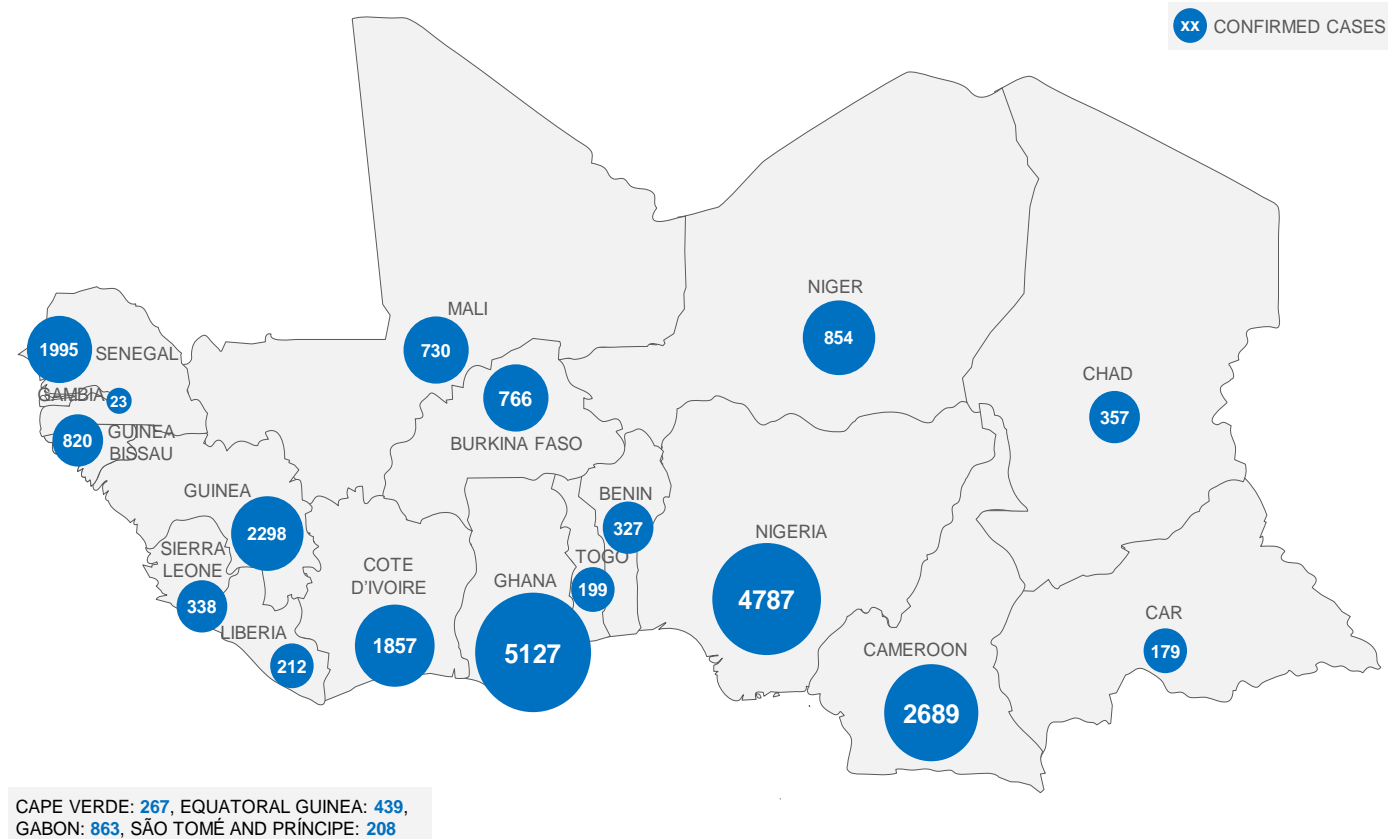 xx CONFIRMED CASES
NIGER
854
MALI
730
1995
SENEGAL
GAMBIA
23
766
BURKINA FASO
CHAD
357
820
GUINEA
BISSAU
GUINEA
2298
BENIN
327
NIGERIA
4787
SIERRA
LEONE
338
COTE
D'IVOIRE
1857
GHANA
5127
TOGO
199
LIBERIA
212
CAMEROON
2689
CAR
179
CAPE VERDE: 267, EQUATORAL GUINEA: 439,
GABON: 863, SÃO TOMÉ AND PRÍNCIPE: 208